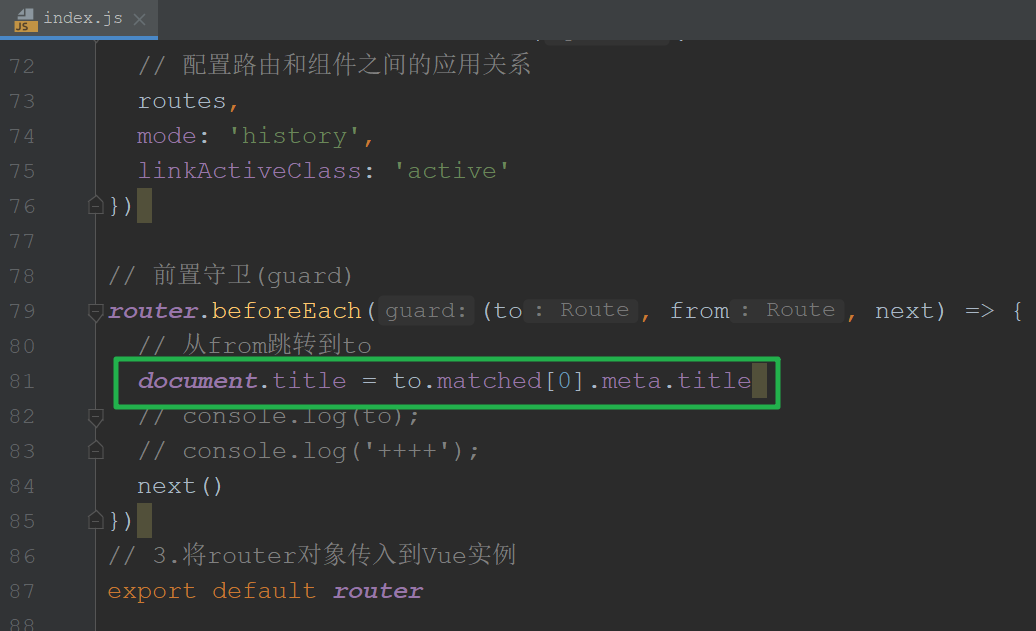 index.js
72 // 配置路由和组件之间的应用关系
73 routes,
74 mode: 'history',
75 linkActiveClass: 'active'
76 })
77
78 // 前置守卫(guard)
79 router.beforeEach( guard: (to : Route , from : Route , next) => {
80 // 从from跳转到to
81 document.title = to.matched[0].meta.title
82 // console.log(to);
83 // console.log('++++');
84 next()
85 })
86 // 3.将router对象传入到Vue实例
87 export default router
88